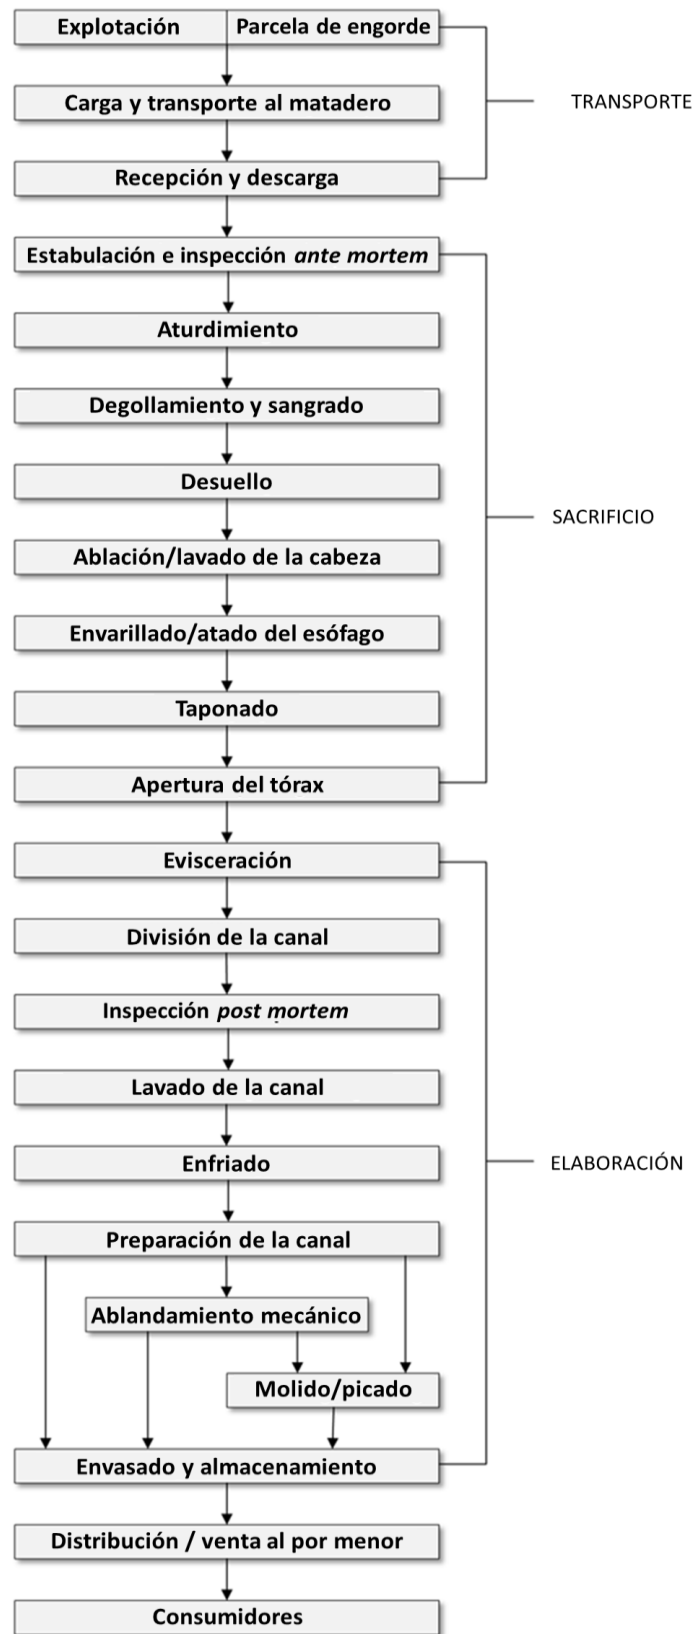 Explotación
Parcela de engorde
Carga y transporte al matadero
TRANSPORTE
Recepción y descarga
Estabulación e inspección ante mortem
Aturdimiento
Degollamiento y sangrado
Desuello
SACRIFICIO
Ablación/lavado de la cabeza
Envarillado/atado del esófago
Taponado
Apertura del tórax
Evisceración
División de la canal
Inspección post mortem
Lavado de la canal
Enfriado
ELABORACIÓN
Preparación de la canal
Ablandamiento mecánico
Molido/picado
Envasado y almacenamiento
Distribución / venta al por menor
Consumidores